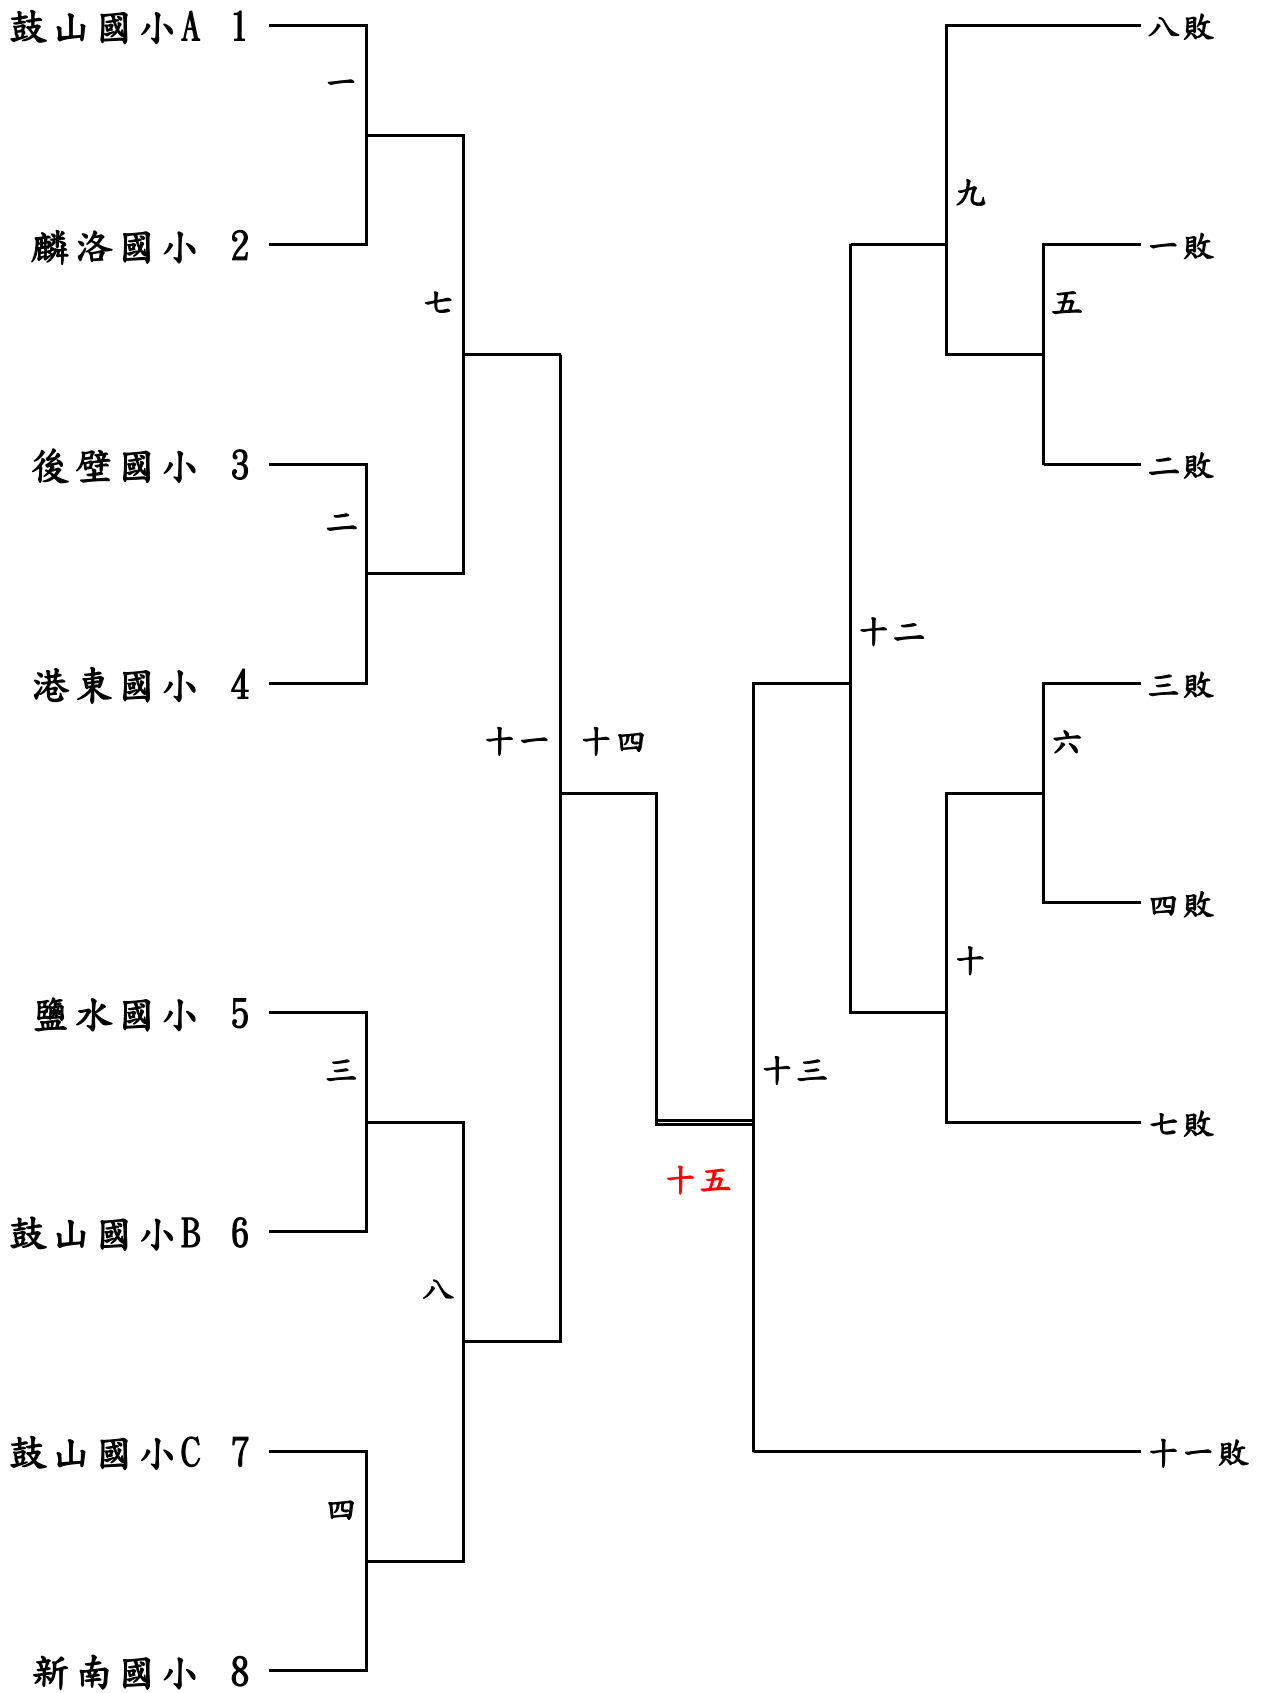 鼓山國小A 1
八敗
一
九
麟洛國小 2
一敗
七
五
後壁國小 3
二敗
二
十二
港東國小 4
三敗
十一
十四
六
四敗
十
鹽水國小 5
三
十三
七敗
十五
鼓山國小B 6
八
鼓山國小C 7
十一敗
四
新南國小 8